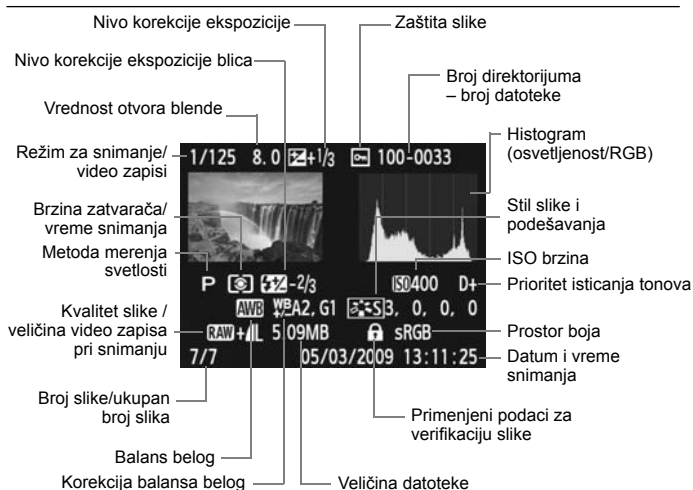 Nivo korekcije ekspozicije
Zaštita slike
Nivo korekcije ekspozicije blica
Broj direktorijuma
– broj datoteke
Vrednost otvora blende
Histogram
(osvetljenost/RGB)
Režim za snimanje/
video zapisi
1/125 8.0 +1/3 100-0033
Brzina zatvarača/
vreme snimanja
Stil slike i
podešavanja
Metoda merenja
svetlosti
ISO brzina
P -2/3 ISO400 D+
Prioritet isticanja tonova
Kvalitet slike /
veličina video zapisa
pri snimanju
AWB WB A2, G1 S3, 0, 0, 0
RAW+L 5.09MB sRGB
Prostor boja
7/7 05/03/2009 13:11:25
Datum i vreme
snimanja
Broj slike/ukupan
broj slika
Primenjeni podaci za
verifikaciju slike
Balans belog
Korekcija balansa belog
Veličina datoteke